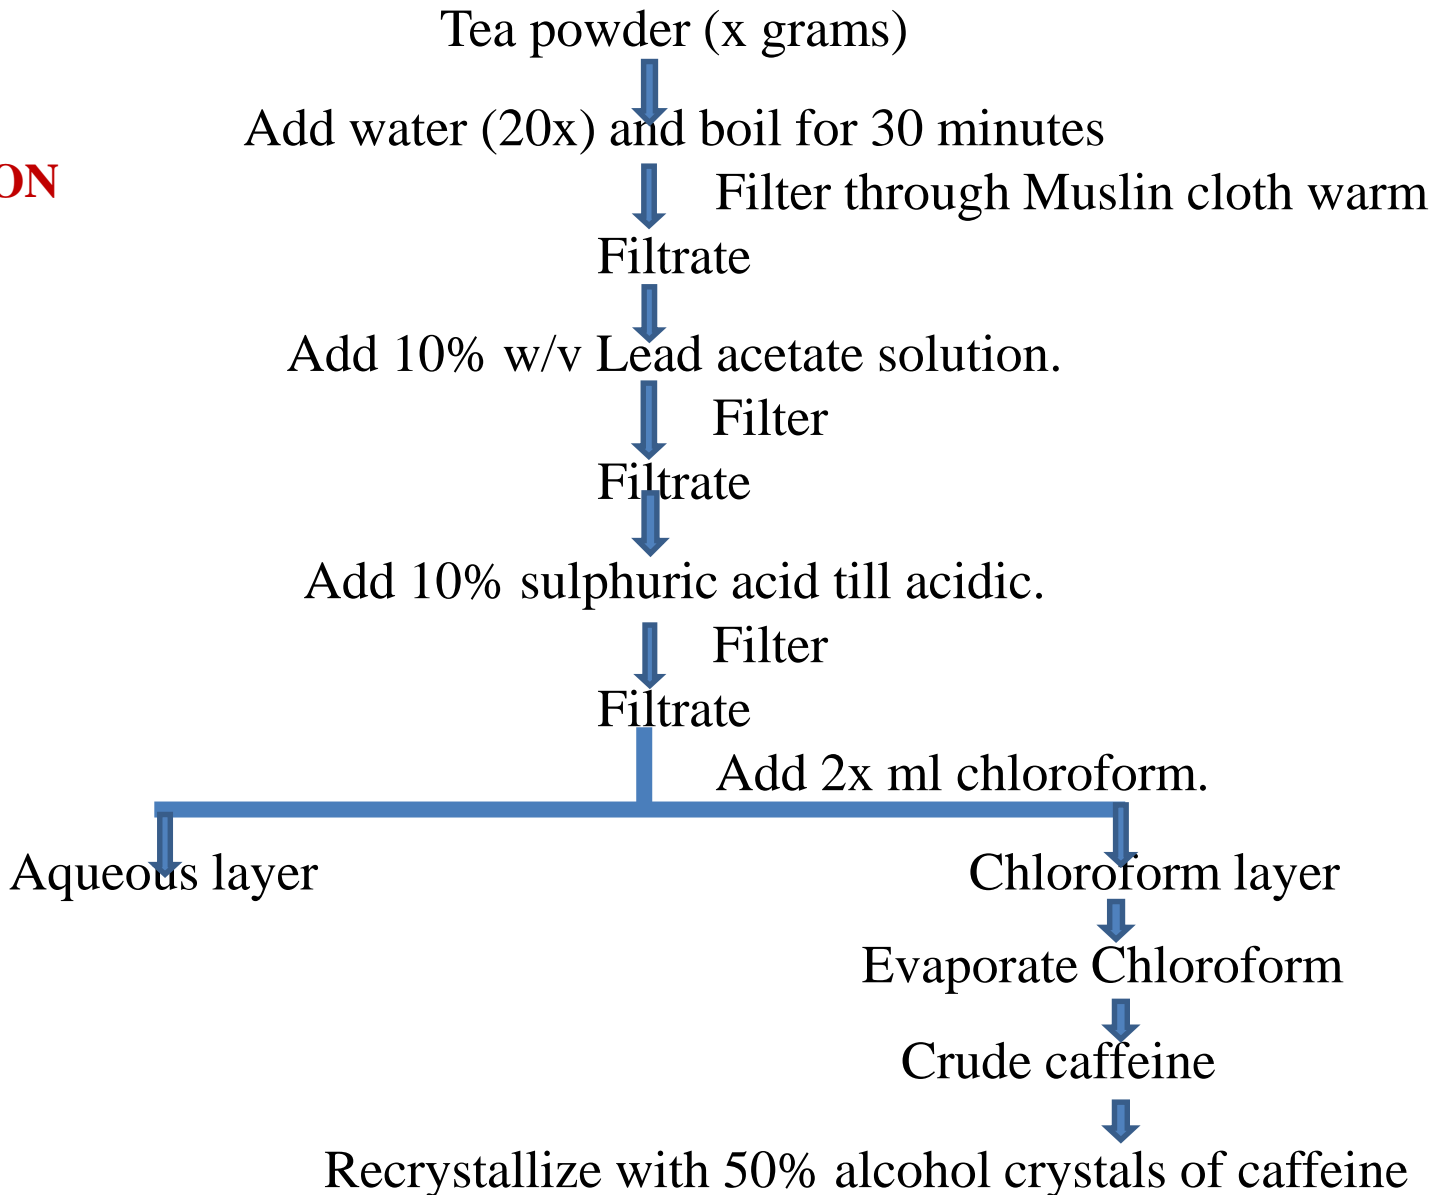 Tea powder (x grams)
Add water (20x) and boil for 30 minutes
ON
Filter through Muslin cloth warm
Filtrate
Add 10% w/v Lead acetate solution.
Filter
Filtrate
Add 10% sulphuric acid till acidic.
Filter
Filtrate
Add 2x ml chloroform.
Aqueous layer
Chloroform layer
Evaporate Chloroform
Crude caffeine
Recrystallize with 50% alcohol crystals of caffeine